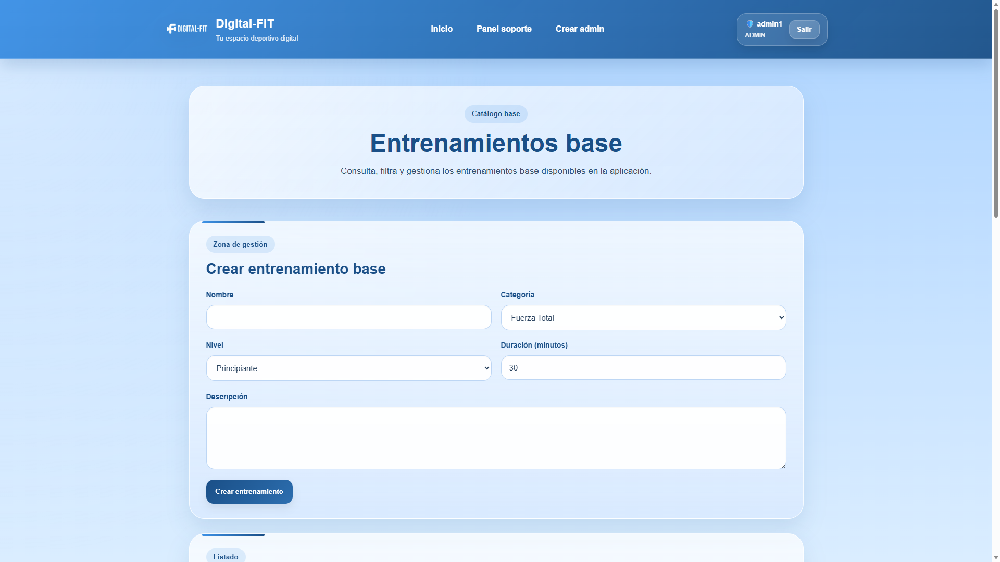 DIGITAL-FIT
Digital-FIT
Tu espacio deportivo digital
Inicio
Panel soporte
Crear admin
admin1
ADMIN
Salir
Catálogo base
Entrenamientos base
Consulta, filtra y gestiona los entrenamientos base disponibles en la aplicación.
Zona de gestión
Crear entrenamiento base
Nombre
Categoría
Fuerza Total
Nivel
Duración (minutos)
Principiante
30
Descripción
Crear entrenamiento
Listado